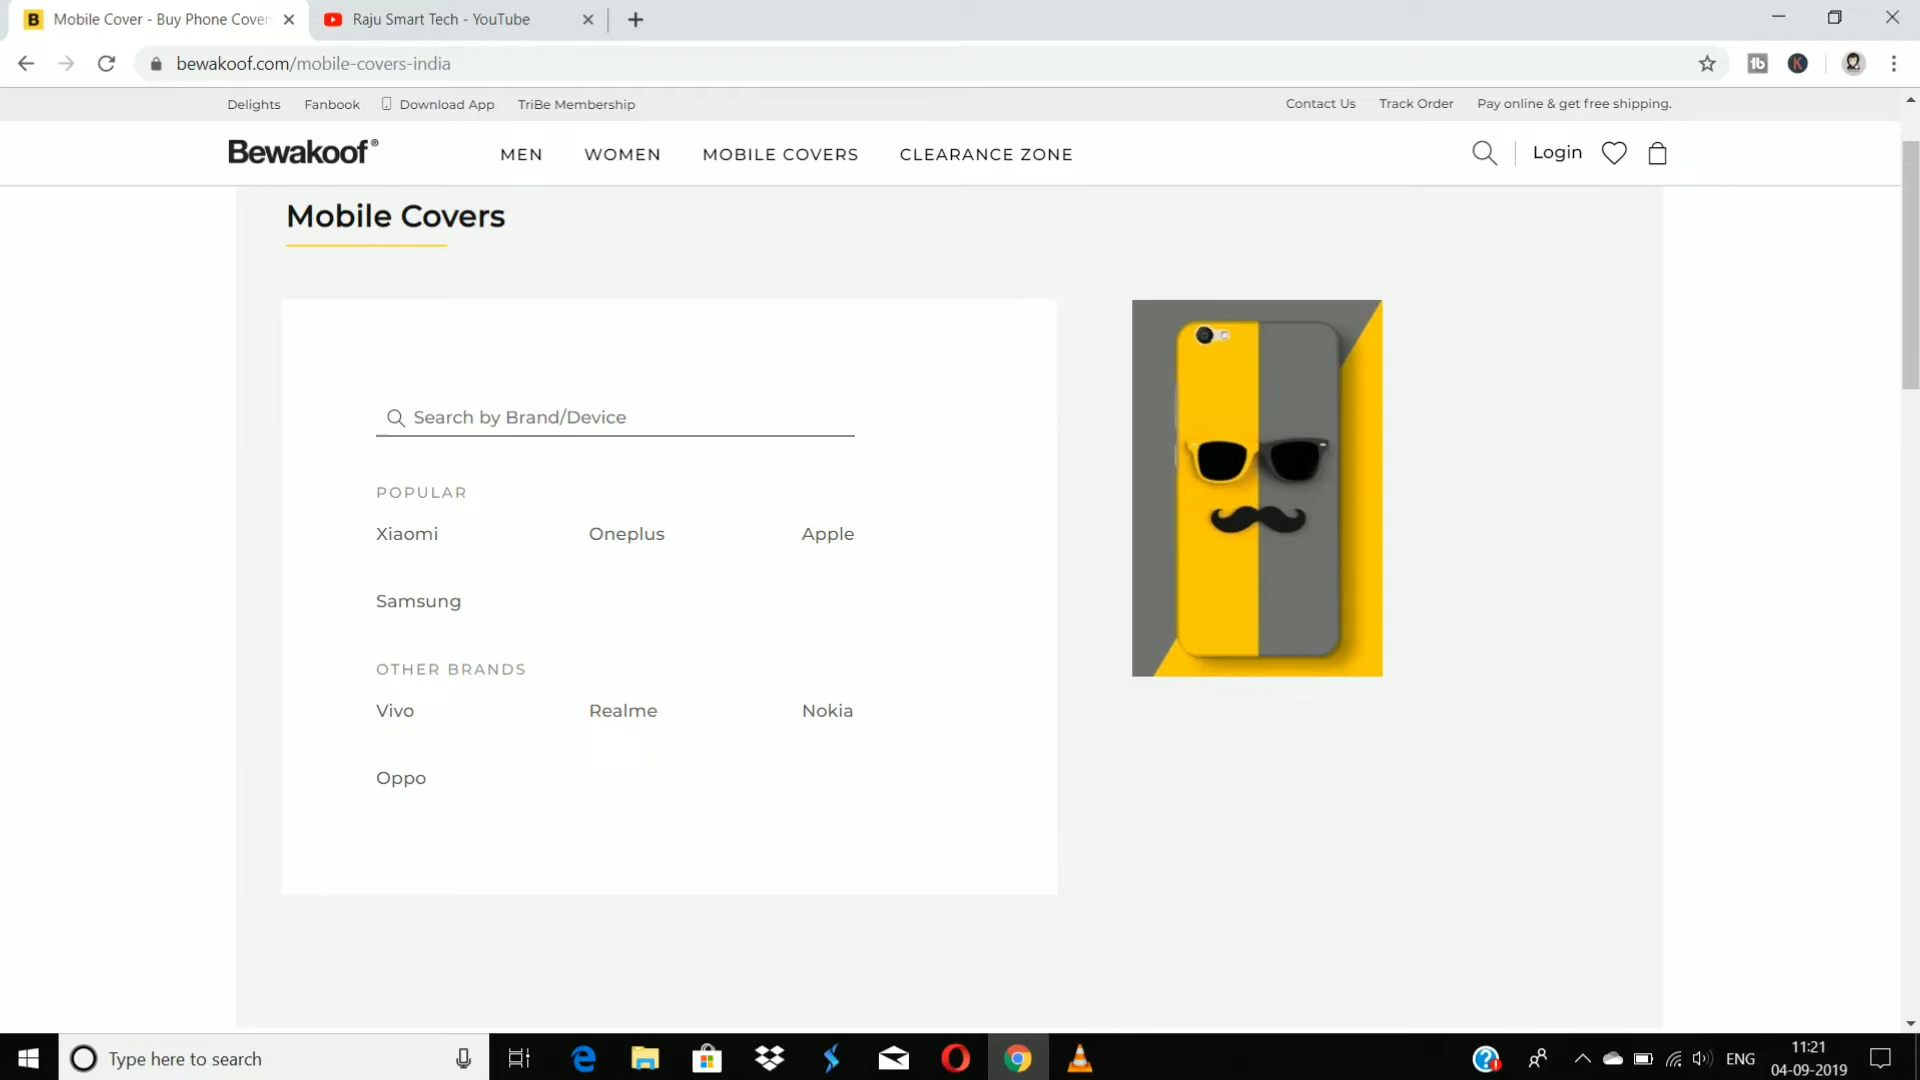 Mobile Cover - Buy Phone Cover
Raju Smart Tech - YouTube
bewakoof.com/mobile-covers-india
Delights Fanbook Download App TriBe Membership Contact Us Track Order Pay online & get free shipping.
Bewakoof® MEN WOMEN MOBILE COVERS CLEARANCE ZONE Login
Mobile Covers
Search by Brand/Device
POPULAR
Xiaomi Oneplus Apple
Samsung
OTHER BRANDS
Vivo Realme Nokia
Oppo
Type here to search
ENG
11:21
04-09-2019